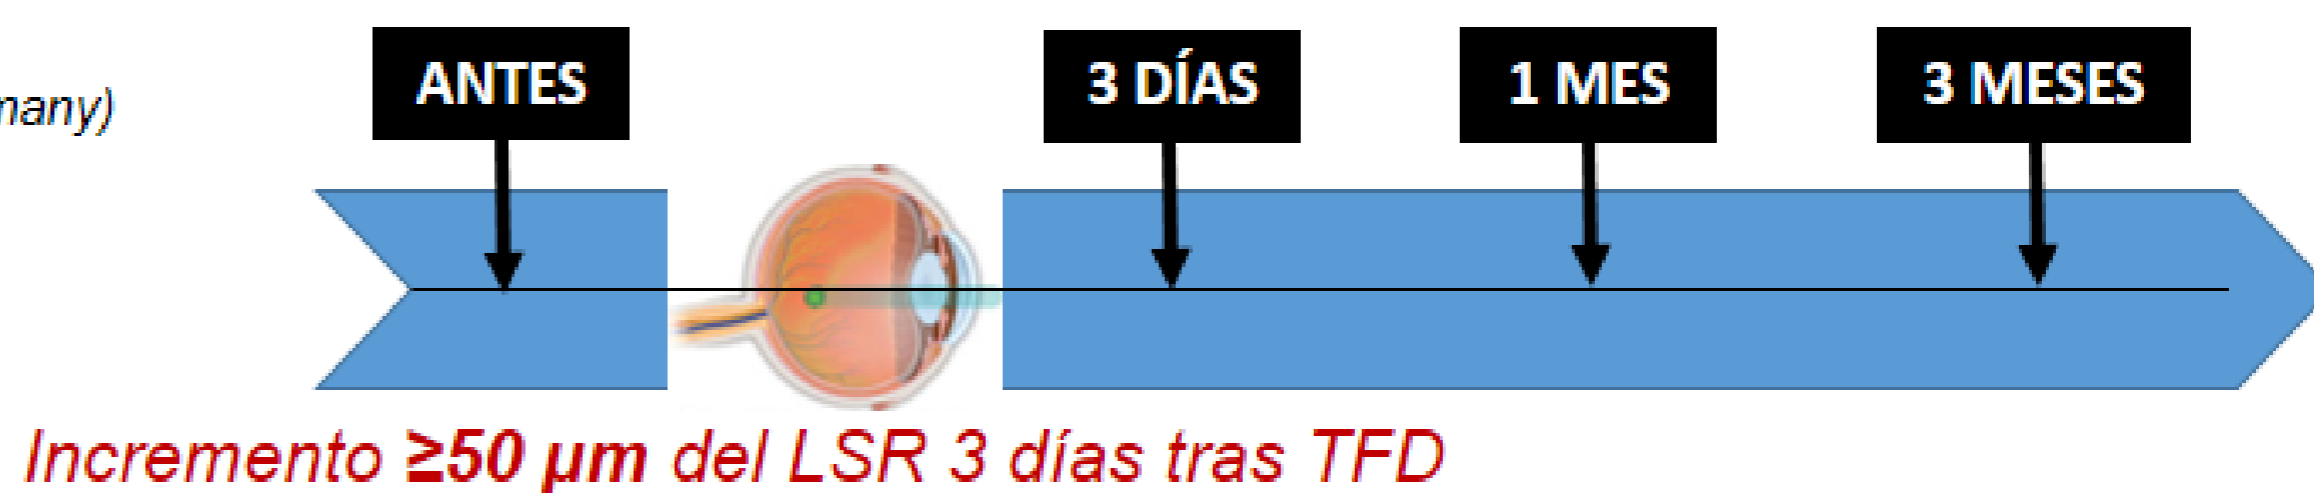 ANTES
3 DÍAS
1 MES
3 MESES
many)
Incremento ≥50 µm del LSR 3 días tras TFD